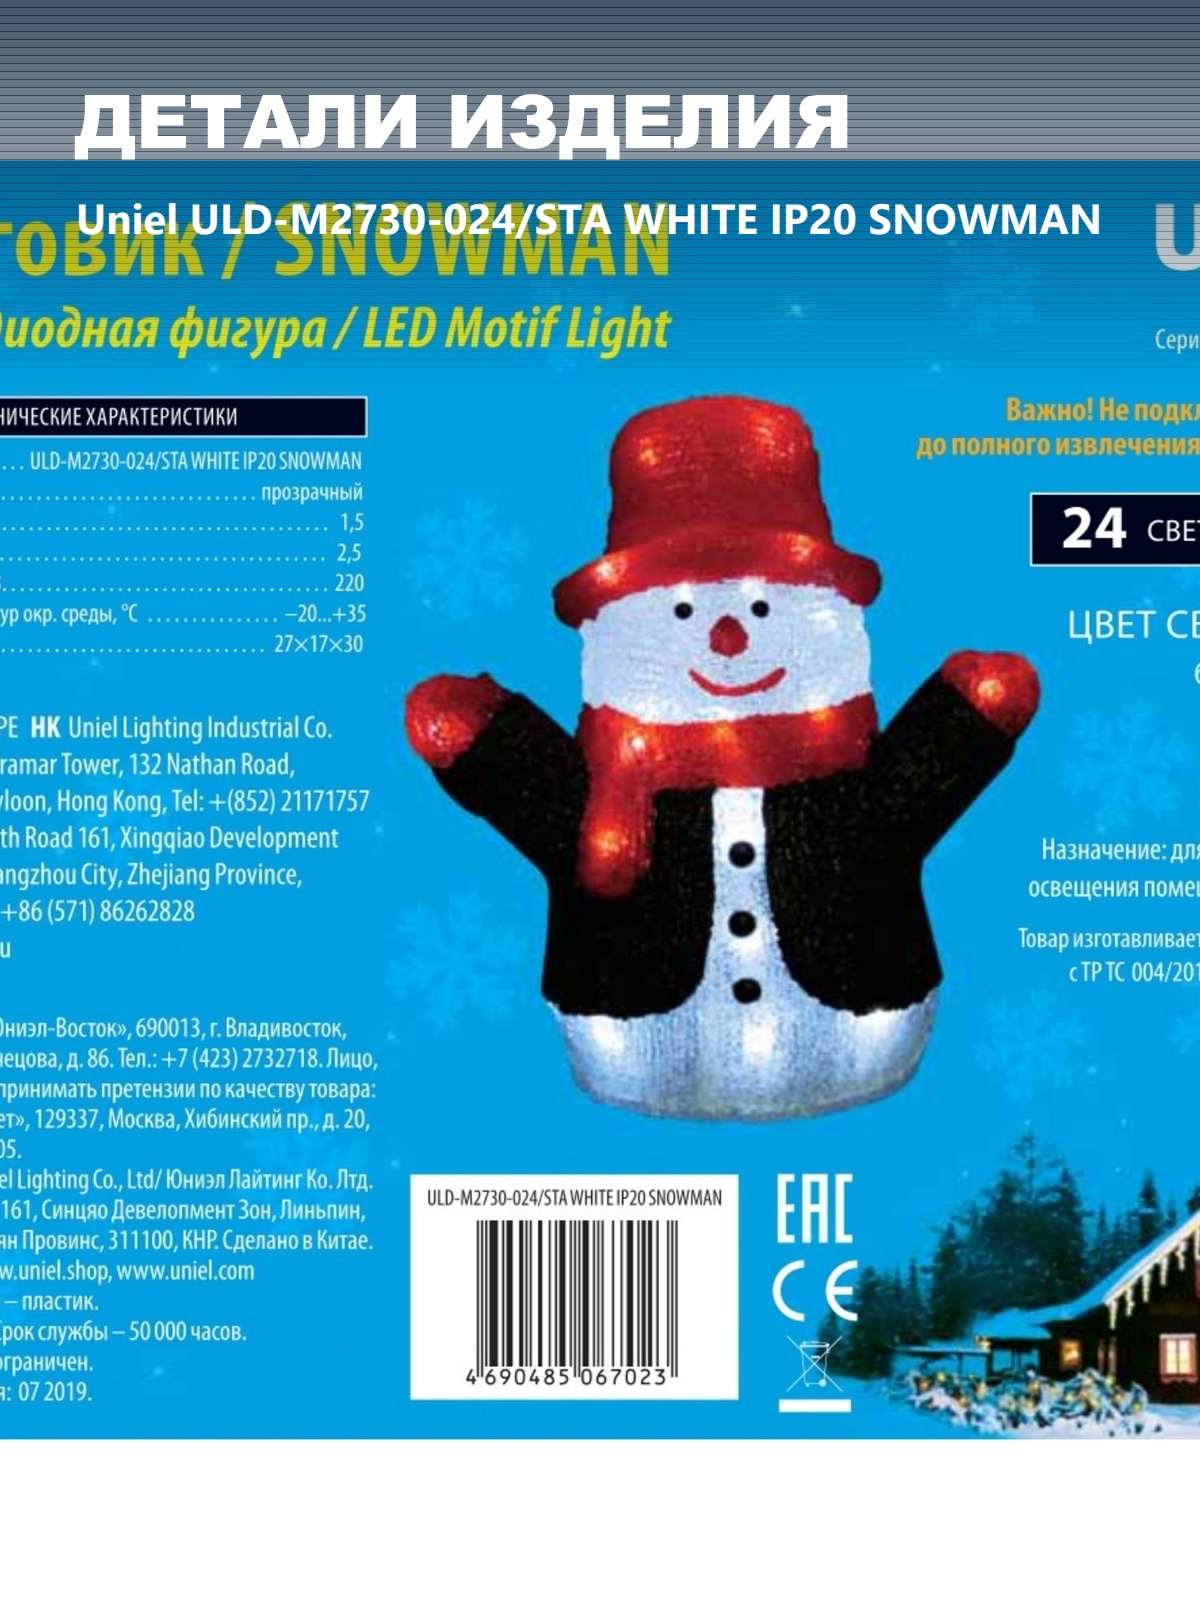 ДЕТАЛИ ИЗДЕЛИЯ
Uniel ULD-M2730-024/STA WHITE IP20 SNOWMAN
говик / SNOWMAN
диодная фигура / LED Motif Light
Сери
НИЧЕСКИЕ ХАРАКТЕРИСТИКИ
ULD-M2730-024/STA WHITE IP20 SNOWMAN
прозрачный
1,5
2,5
220
ур окр. среды, °C −20...+35
27×17×30
Важно! Не подкл
до полного извлечения
24 СВЕТ
ЦВЕТ СВ
PE НК Uniel Lighting Industrial Co.
ramar Tower, 132 Nathan Road,
loon, Hong Kong, Tel: +(852) 21171757
th Road 161, Xingqiao Development
angzhou City, Zhejiang Province,
+86 (571) 86262828
u
Назначение: для
освещения помещ
Товар изготавливает
с ТР ТС 004/201
Юниэл-Восток», 690013, г. Владивосток,
нецова, д. 86. Тел.: +7 (423) 2732718. Лицо,
принимать претензии по качеству товара:
ет», 129337, Москва, Хибинский пр., д. 20,
05.
el Lighting Co., Ltd/ Юниэл Лайтинг Ко. Лтд.
161, Синцяо Девелопмент Зон, Линьпин,
ян Провинс, 311100, КНР. Сделано в Китае.
w.uniel.shop, www.uniel.com
– пластик.
Срок службы – 50 000 часов.
ограничен.
я: 07 2019.
ULD-M2730-024/STA WHITE IP20 SNOWMAN
4 690485 067023
EAC
CE